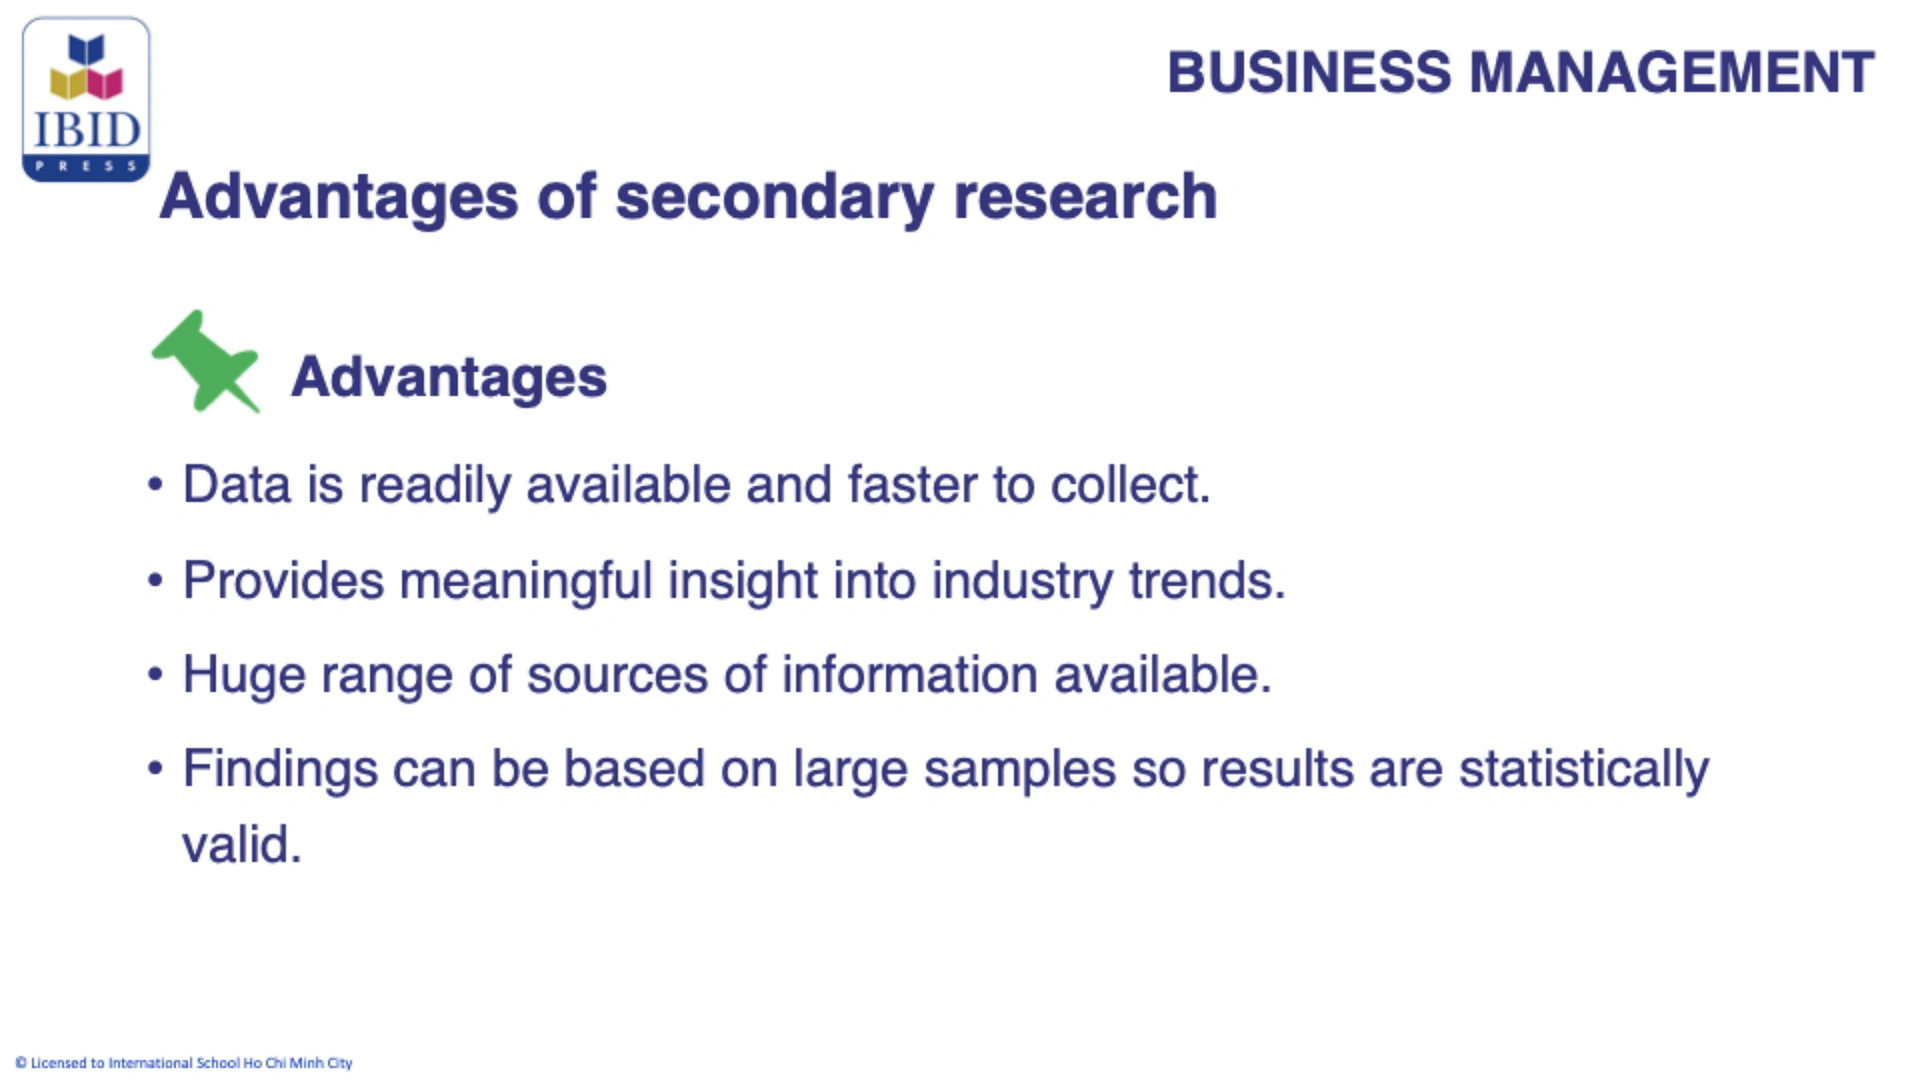 IBID
PRESS
BUSINESS MANAGEMENT
Advantages of secondary research
Advantages
• Data is readily available and faster to collect.
• Provides meaningful insight into industry trends.
• Huge range of sources of information available.
• Findings can be based on large samples so results are statistically
valid.
© Licensed to International School Ho Chi Minh City